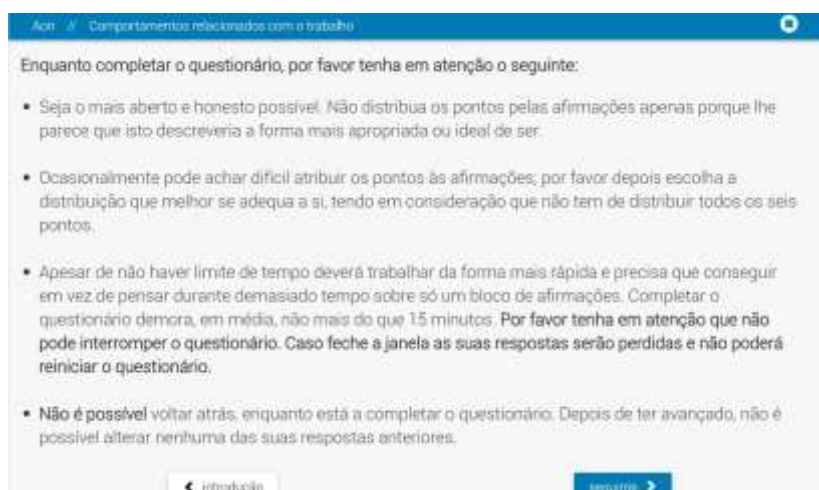 Aon // Comportamentos relacionados com o trabalho
Enquanto completar o questionário, por favor tenha em atenção o seguinte:
• Seja o mais aberto e honesto possível. Não distribua os pontos pelas afirmações apenas porque lhe
parece que isto descreveria a forma mais apropriada ou ideal de ser.
• Ocasionalmente pode achar difícil atribuir os pontos às afirmações; por favor depois escolha a
distribuição que melhor se adequa a si, tendo em consideração que não tem de distribuir todos os seis
pontos.
• Apesar de não haver limite de tempo deverá trabalhar da forma mais rápida e precisa que conseguir
em vez de pensar durante demasiado tempo sobre só um bloco de afirmações. Completar o
questionário demora, em média, não mais do que 15 minutos. Por favor tenha em atenção que não
pode interromper o questionário. Caso feche a janela as suas respostas serão perdidas e não poderá
reiniciar o questionário.
• Não é possível voltar atrás, enquanto está a completar o questionário. Depois de ter avançado, não é
possível alterar nenhuma das suas respostas anteriores.
introdução
seguinte